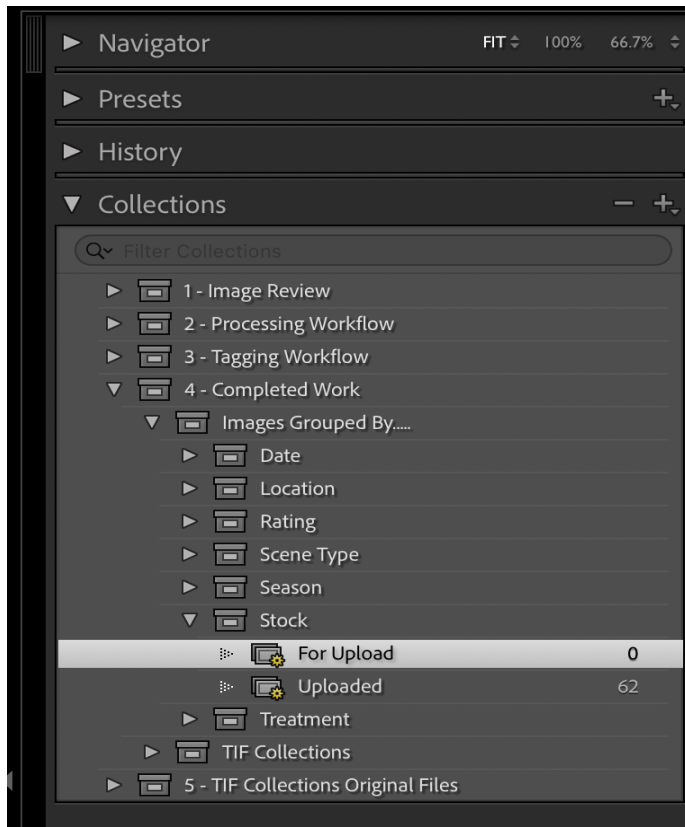 Navigator FIT 100% 66.7%
Presets
History
Collections
Filter Collections
1 - Image Review
2 - Processing Workflow
3 - Tagging Workflow
4 - Completed Work
Images Grouped By.....
Date
Location
Rating
Scene Type
Season
Stock
For Upload 0
Uploaded 62
Treatment
TIF Collections
5 - TIF Collections Original Files